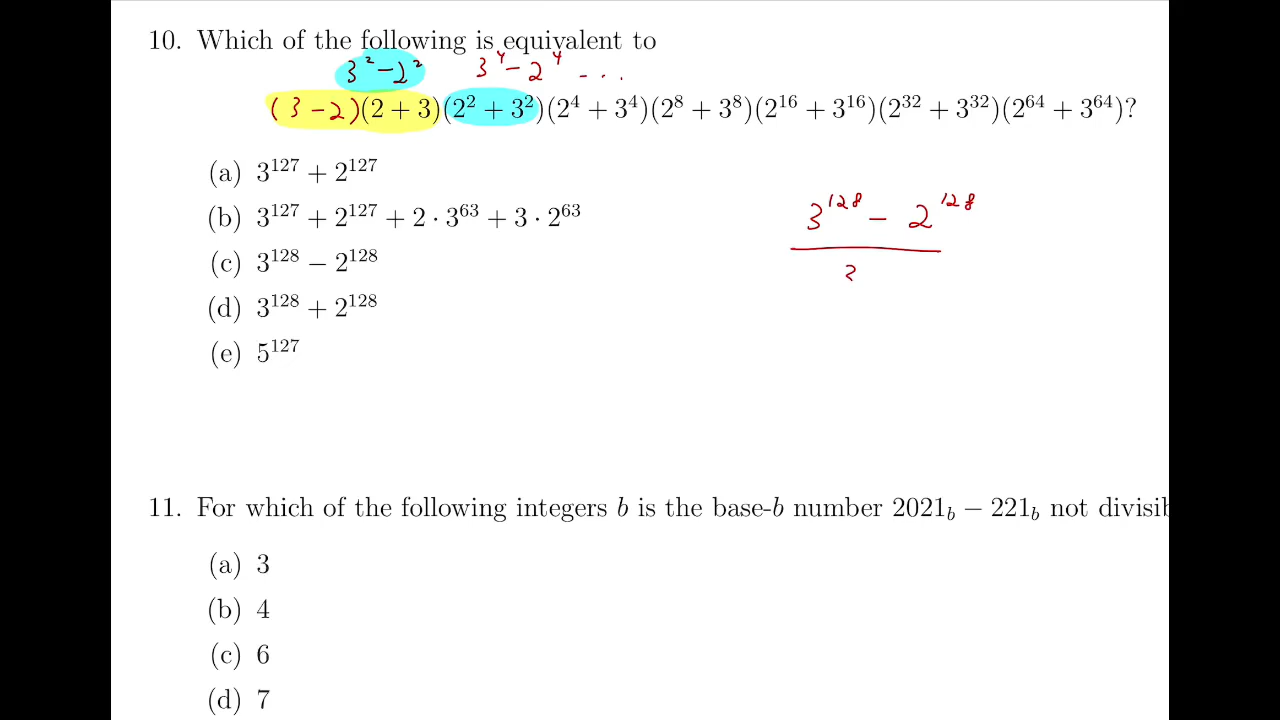 10. Which of the following is equivalent to
3² − 2² 3⁴ − 2⁴ ...
(3 − 2)(2 + 3)(2² + 3²)(2⁴ + 3⁴)(2⁸ + 3⁸)(2¹⁶ + 3¹⁶)(2³² + 3³²)(2⁶⁴ + 3⁶⁴)?
(a) 3¹²⁷ + 2¹²⁷
(b) 3¹²⁷ + 2¹²⁷ + 2 · 3⁶³ + 3 · 2⁶³
(c) 3¹²⁸ − 2¹²⁸
(d) 3¹²⁸ + 2¹²⁸
(e) 5¹²⁷
3¹²⁸ − 2¹²⁸
11. For which of the following integers b is the base-b number 2021_b − 221_b not divisib
(a) 3
(b) 4
(c) 6
(d) 7